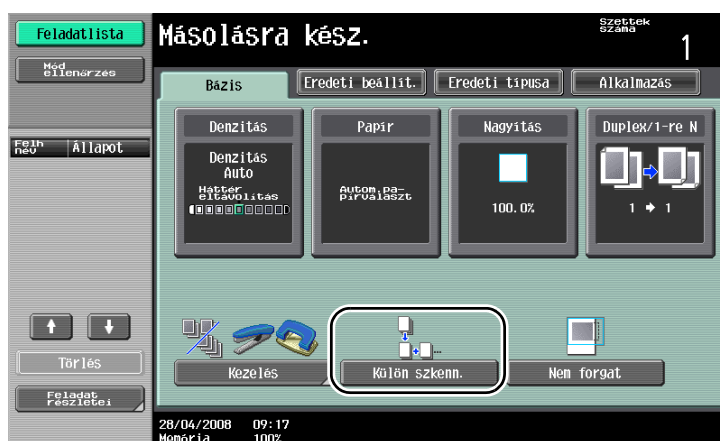 Feladatlista
Mód
ellenőrzés
Felh
név
Állapot
Törlés
Feladat
részletei
Másolásra kész.
Szettek
száma
1
Bázis
Eredeti beállít.
Eredeti típusa
Alkalmazás
Denzitás
Denzitás
Auto
Háttér
eltávolítás
Papír
Autom.pa-
pírválaszt
Nagyítás
100.0%
Duplex/1-re N
1 → 1
Kezelés
Külön szkenn.
Nem forgat
28/04/2008 09:17
Memória 100%